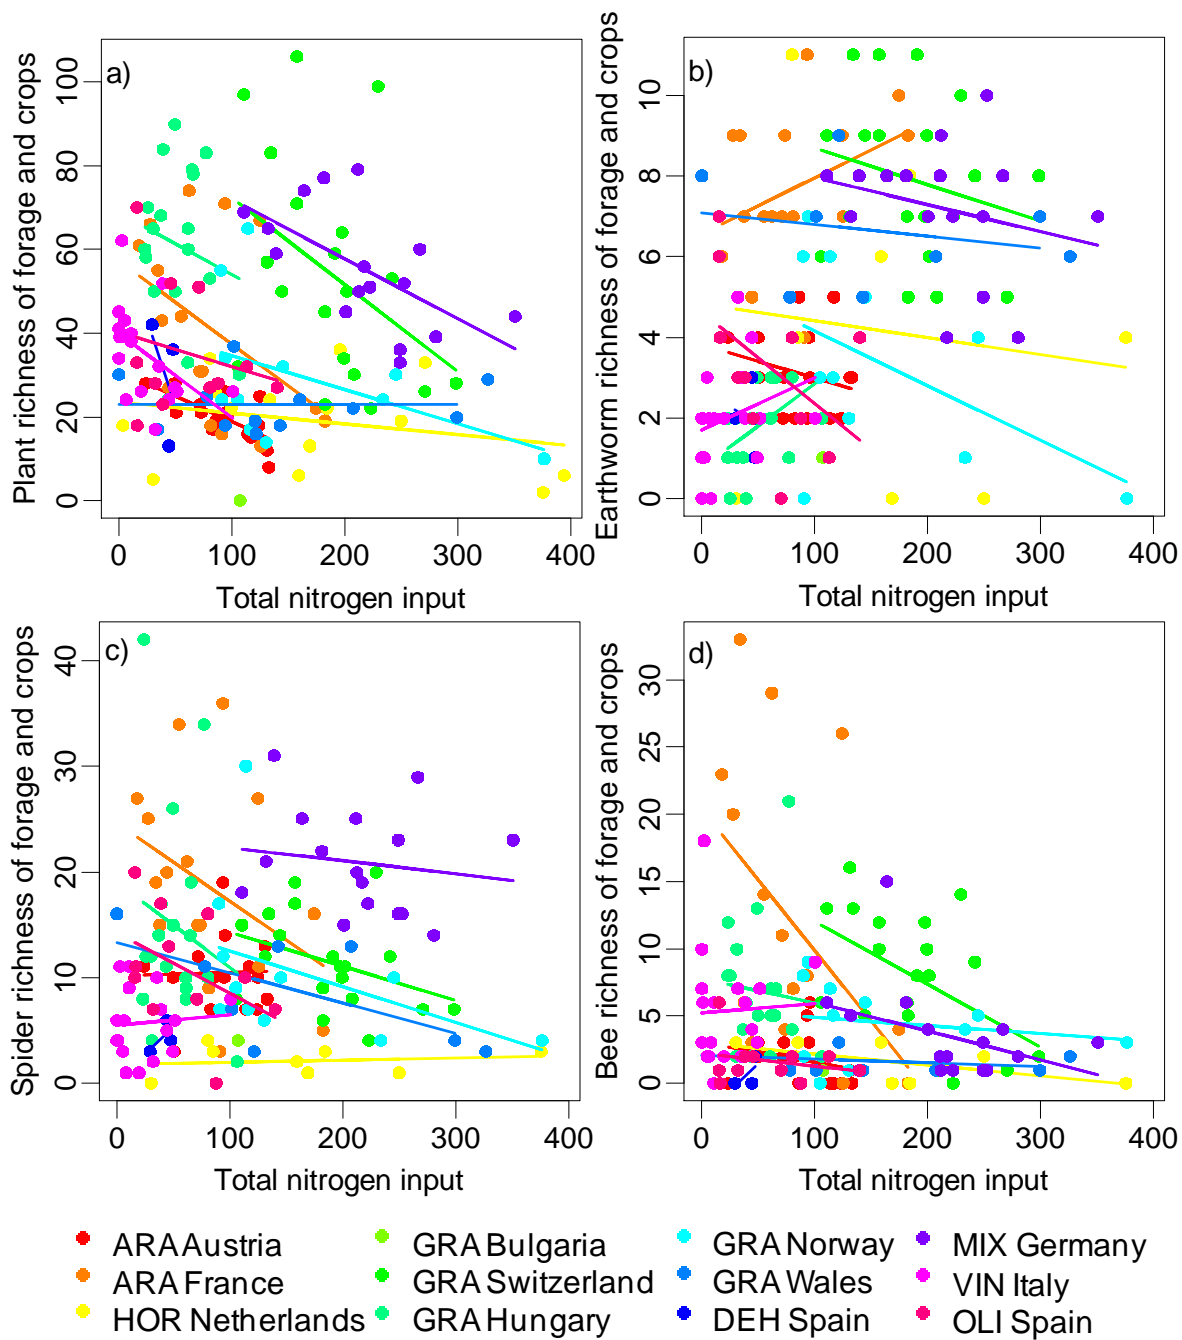 a)
Plant richness of forage and crops
0 20 40 60 80 100
0 100 200 300 400
Total nitrogen input
b)
Earthworm richness of forage and crops
0 2 4 6 8 10
0 100 200 300 400
Total nitrogen input
c)
Spider richness of forage and crops
0 10 20 30 40
0 100 200 300 400
Total nitrogen input
d)
Bee richness of forage and crops
0 5 10 15 20 25 30
0 100 200 300 400
Total nitrogen input
ARA Austria
ARA France
HOR Netherlands
GRA Bulgaria
GRA Switzerland
GRA Hungary
GRA Norway
GRA Wales
DEH Spain
MIX Germany
VIN Italy
OLI Spain